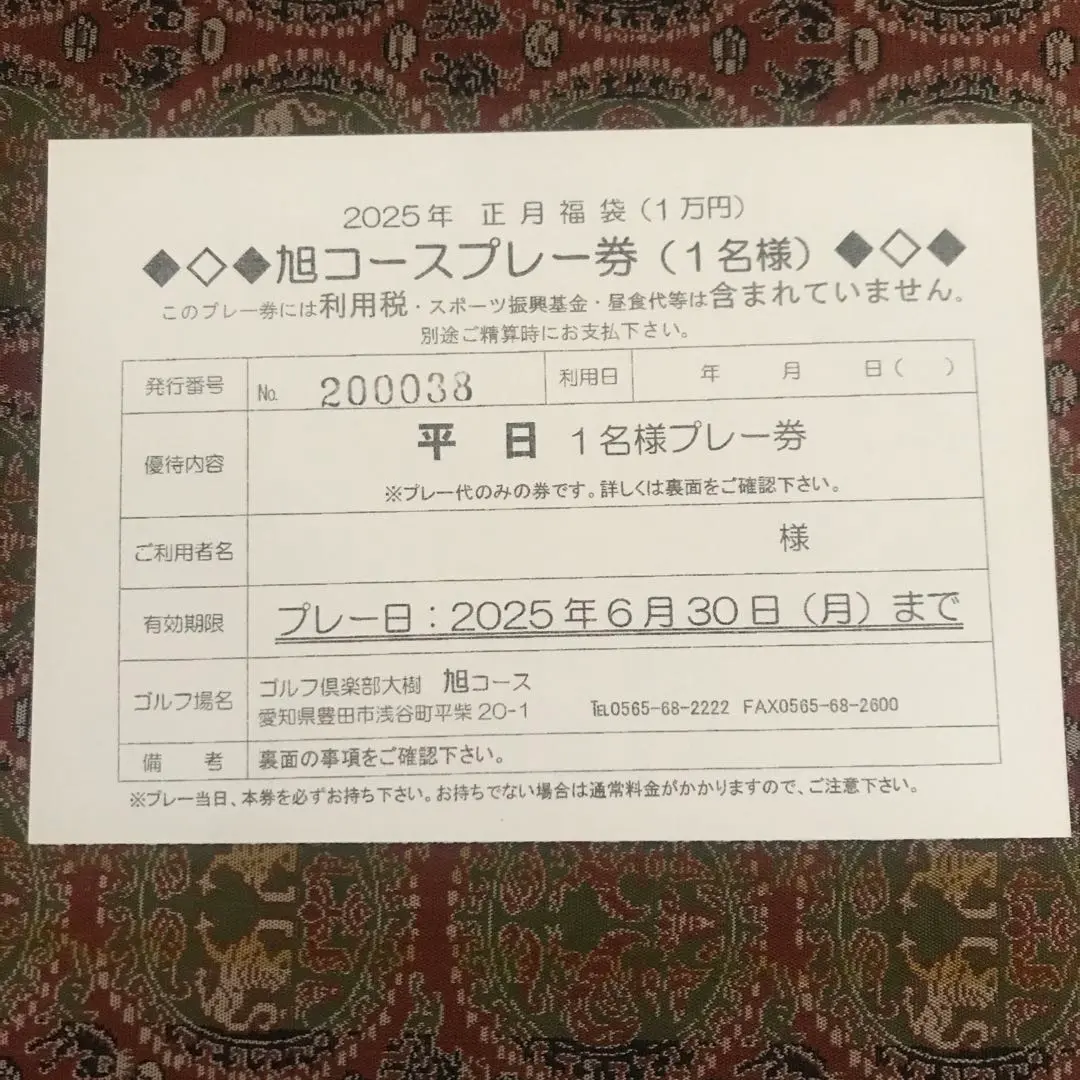 2025年 正月福袋（1万円）
◆◇◆旭コースプレー券（1名様）◆◇◆
このプレー券には利用税・スポーツ振興基金・昼食代等は含まれていません。
別途ご精算時にお支払下さい。
発行番号 No. 200038 利用日 年 月 日（ ）
優待内容 平 日 1名様プレー券
※プレー代のみの券です。詳しくは裏面をご確認下さい。
ご利用者名 様
有効期限 プレー日：2025年6月30日（月）まで
ゴルフ場名 ゴルフ倶楽部大樹 旭コース
愛知県豊田市浅谷町平柴20-1 ℡0565-68-2222 FAX0565-68-2600
備 考 裏面の事項をご確認下さい。
※プレー当日、本券を必ずお持ち下さい。お持ちでない場合は通常料金がかかりますので、ご注意下さい。